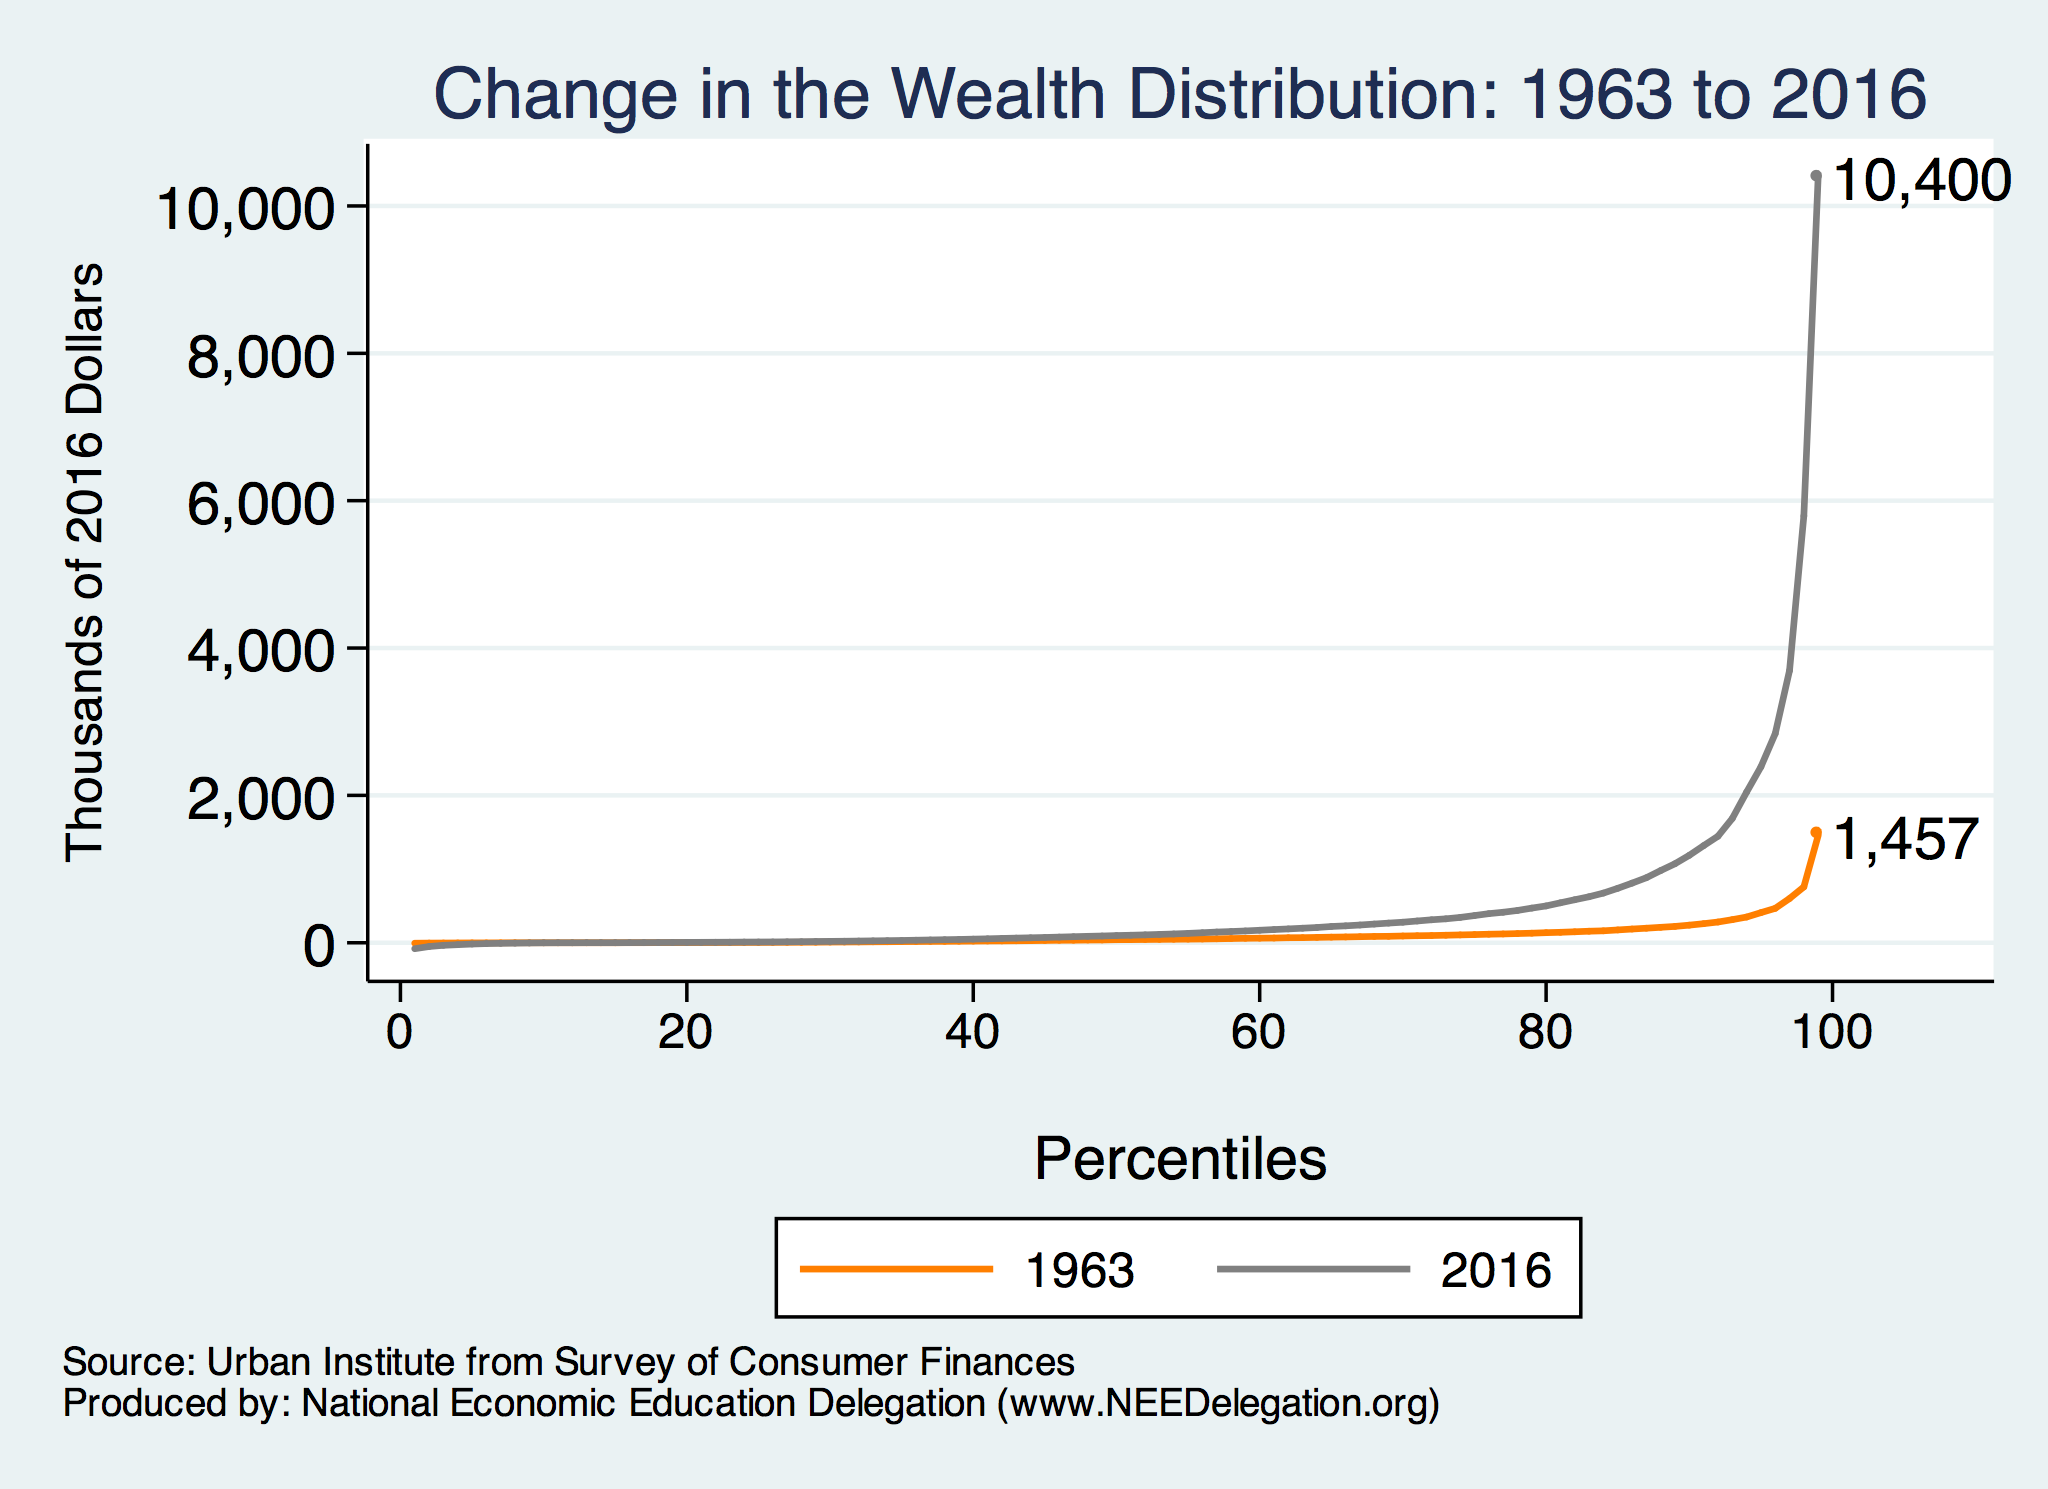 Change in the Wealth Distribution: 1963 to 2016
10,400
10,000
8,000
6,000
4,000
2,000
1,457
0
Thousands of 2016 Dollars
0 20 40 60 80 100
Percentiles
1963 2016
Source: Urban Institute from Survey of Consumer Finances
Produced by: National Economic Education Delegation (www.NEEDelegation.org)